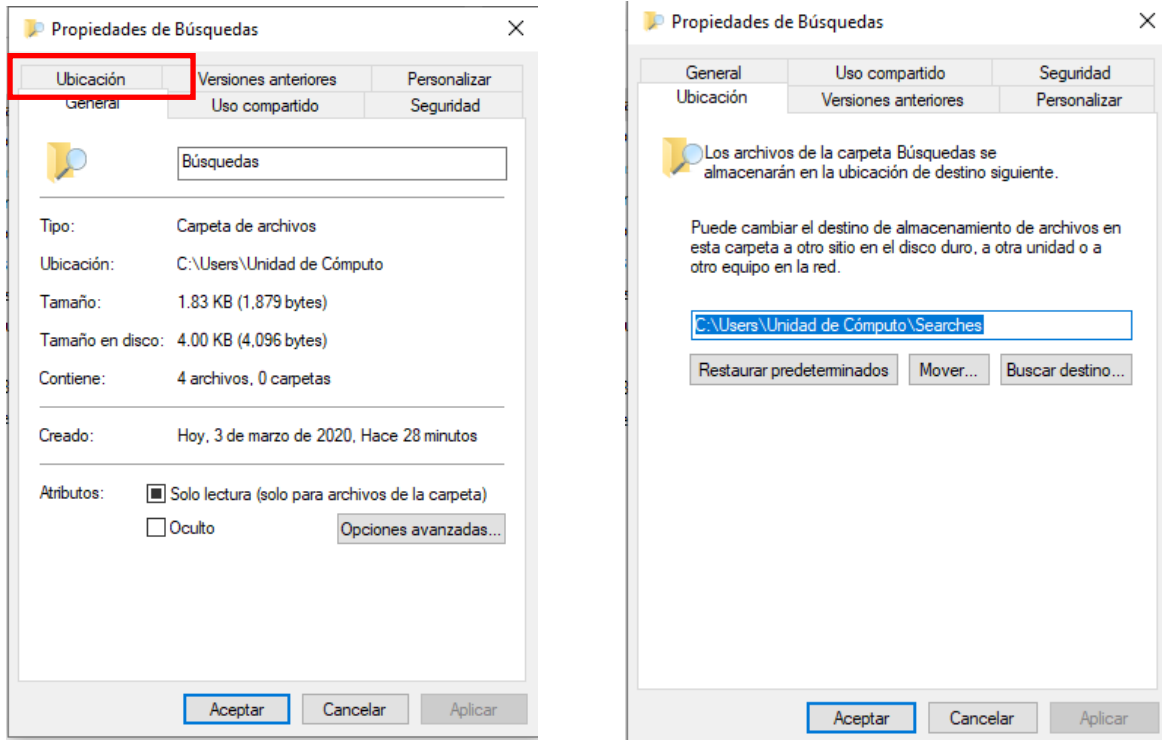 Propiedades de Búsquedas
Ubicación Versiones anteriores Personalizar
General Uso compartido Seguridad
Búsquedas
Tipo: Carpeta de archivos
Ubicación: C:\Users\Unidad de Cómputo
Tamaño: 1.83 KB (1,879 bytes)
Tamaño en disco: 4.00 KB (4,096 bytes)
Contiene: 4 archivos, 0 carpetas
Creado: Hoy, 3 de marzo de 2020, Hace 28 minutos
Atributos: Solo lectura (solo para archivos de la carpeta)
Oculto Opciones avanzadas...
Aceptar Cancelar Aplicar
Propiedades de Búsquedas
General Uso compartido Seguridad
Ubicación Versiones anteriores Personalizar
Los archivos de la carpeta Búsquedas se
almacenarán en la ubicación de destino siguiente.
Puede cambiar el destino de almacenamiento de archivos en
esta carpeta a otro sitio en el disco duro, a otra unidad o a
otro equipo en la red.
C:\Users\Unidad de Cómputo\Searches
Restaurar predeterminados Mover... Buscar destino...
Aceptar Cancelar Aplicar